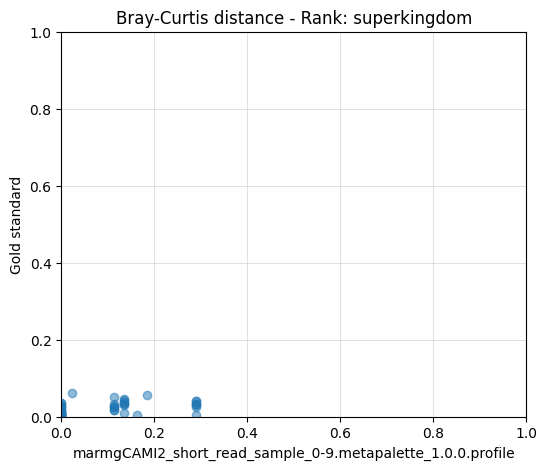 Bray-Curtis distance - Rank: superkingdom
1.0
0.8
0.6
0.4
0.2
0.0
Gold standard
0.0 0.2 0.4 0.6 0.8 1.0
marmgCAMI2_short_read_sample_0-9.metapalette_1.0.0.profile